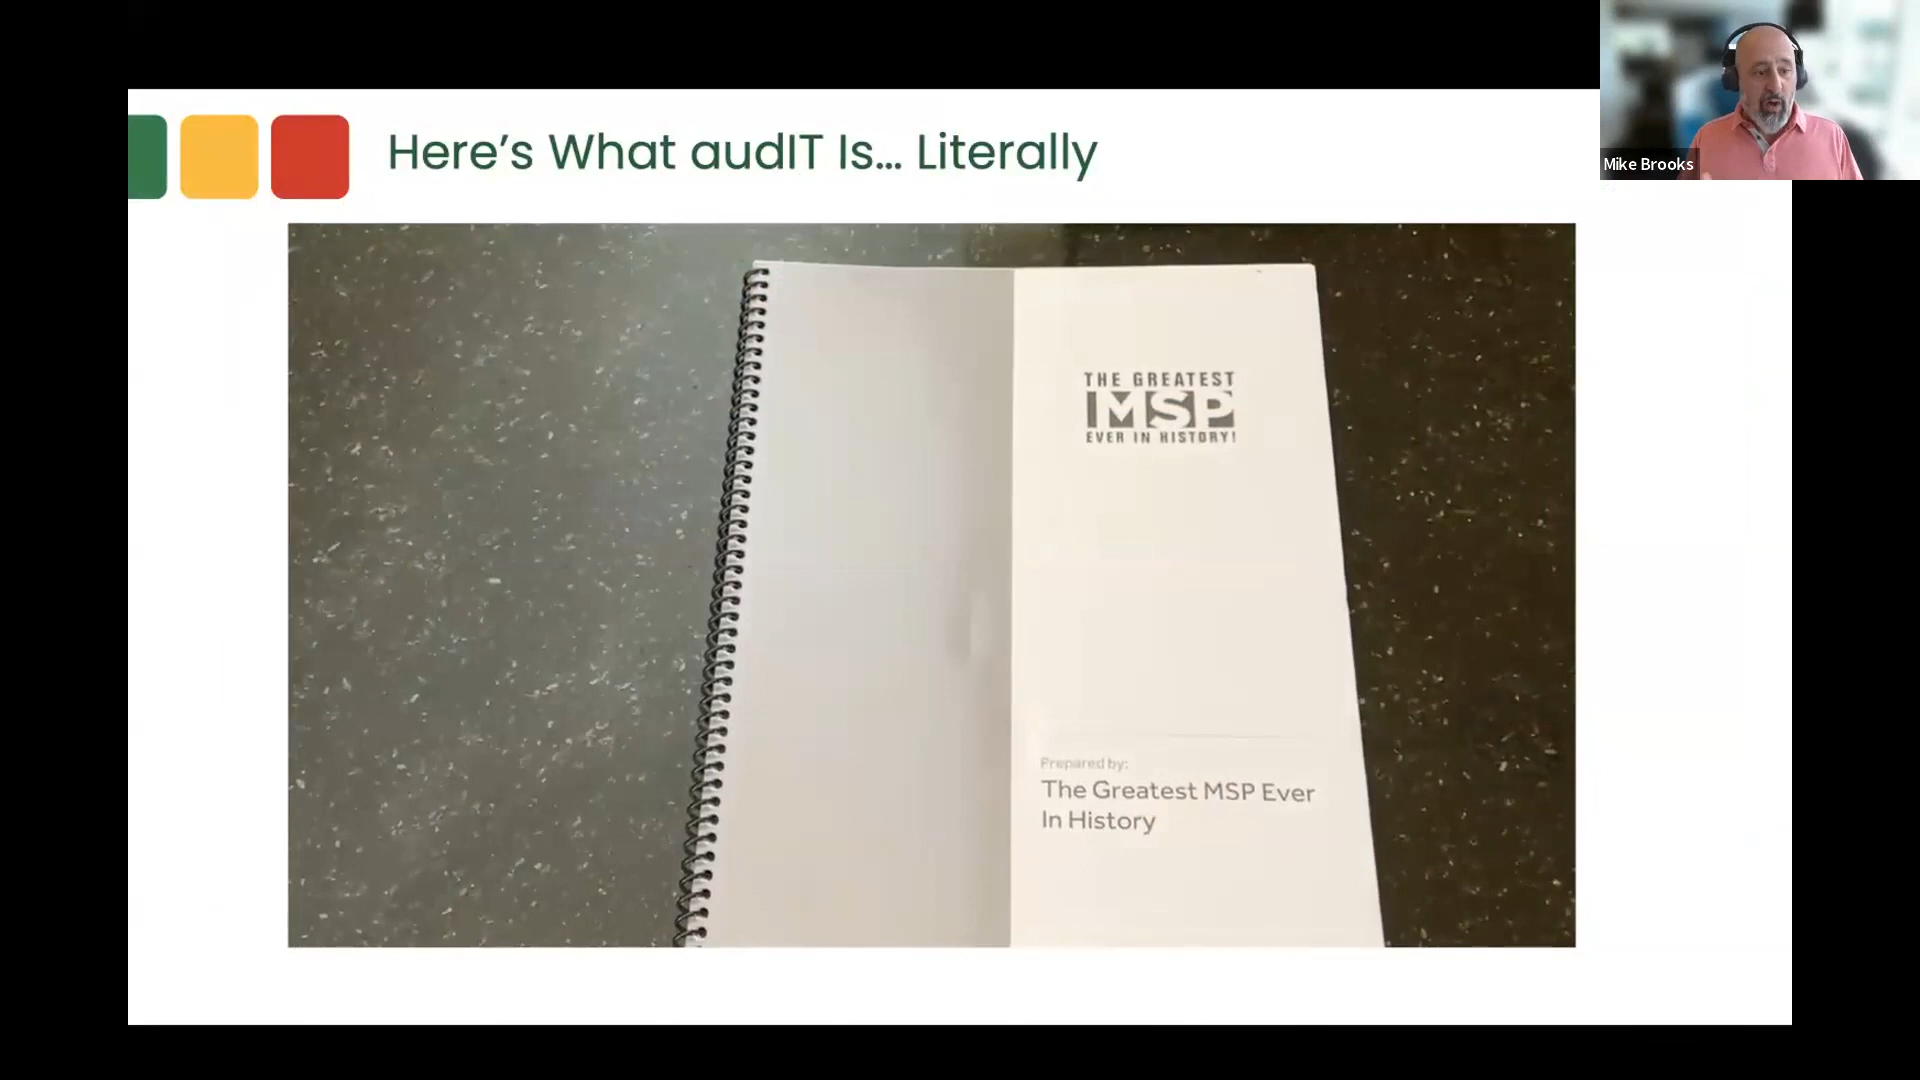 Here's What audIT Is... Literally
Mike Brooks
THE GREATEST
MSP
EVER IN HISTORY!
Prepared by:
The Greatest MSP Ever
In History